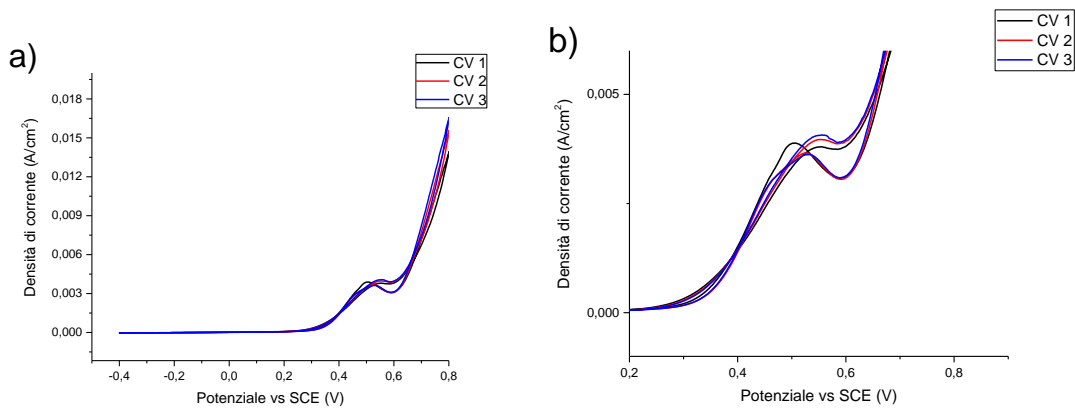 a)
CV 1
CV 2
CV 3
0,018
0,015
0,012
0,009
0,006
0,003
0,000
Densità di corrente (A/cm²)
-0,4
-0,2
0,0
0,2
0,4
0,6
0,8
Potenziale vs SCE (V)
b)
CV 1
CV 2
CV 3
0,005
0,000
Densità di corrente (A/cm²)
0,2
0,4
0,6
0,8
Potenziale vs SCE (V)